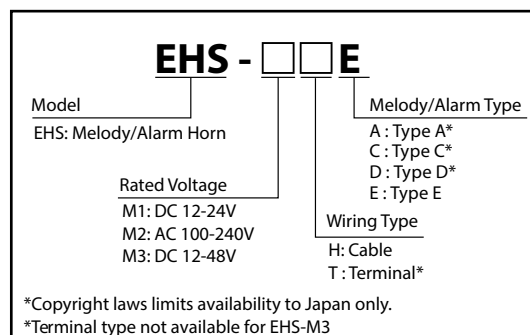 EHS - □□E
Model
EHS: Melody/Alarm Horn
Rated Voltage
M1: DC 12-24V
M2: AC 100-240V
M3: DC 12-48V
Melody/Alarm Type
A : Type A*
C : Type C*
D : Type D*
E : Type E
Wiring Type
H: Cable
T : Terminal*
*Copyright laws limits availability to Japan only.
*Terminal type not available for EHS-M3